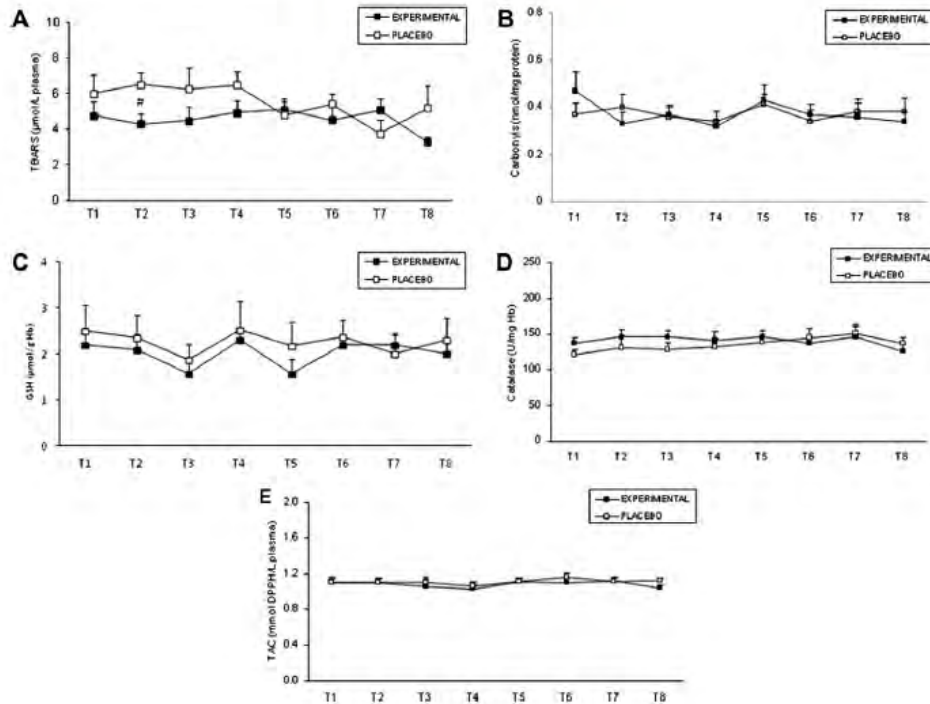 A
EXPERIMENTAL
PLACEBO
TBARS (µmol/L plasma)
10
8
6
4
2
0
#
T1 T2 T3 T4 T5 T6 T7 T8
B
EXPERIMENTAL
PLACEBO
Carbonyls (nmol/mg protein)
0.8
0.6
0.4
0.2
0
T1 T2 T3 T4 T5 T6 T7 T8
C
EXPERIMENTAL
PLACEBO
GSH (µmol/g Hb)
4
3
2
1
0
T1 T2 T3 T4 T5 T6 T7 T8
D
EXPERIMENTAL
PLACEBO
Catalase (U/mg Hb)
250
200
150
100
50
0
T1 T2 T3 T4 T5 T6 T7 T8
E
EXPERIMENTAL
PLACEBO
TAC (mmol DPPH/L plasma)
2.0
1.6
1.2
0.8
0.4
0.0
T1 T2 T3 T4 T5 T6 T7 T8